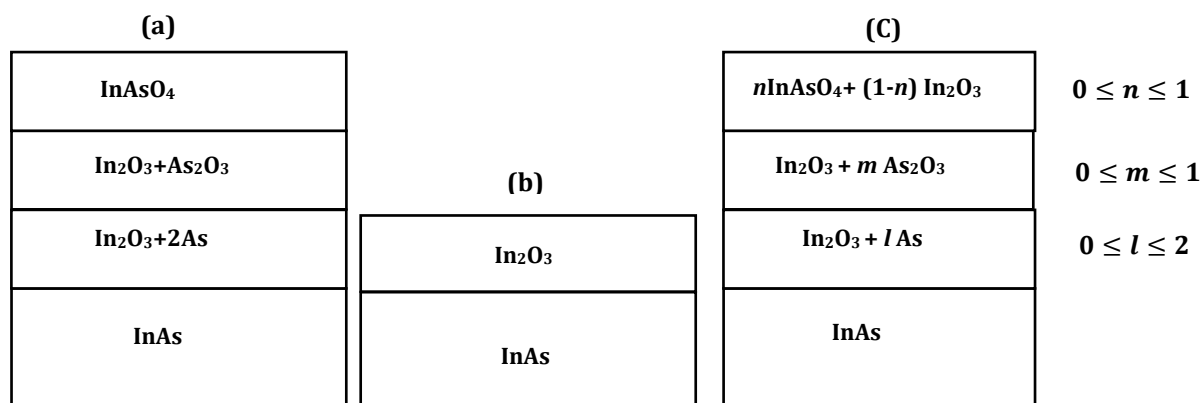 (a)
InAsO₄
In₂O₃+As₂O₃
In₂O₃+2As
InAs
(b)
In₂O₃
InAs
(C)
nInAsO₄+ (1-n) In₂O₃
In₂O₃ + m As₂O₃
In₂O₃ + l As
InAs
0 ≤ n ≤ 1
0 ≤ m ≤ 1
0 ≤ l ≤ 2